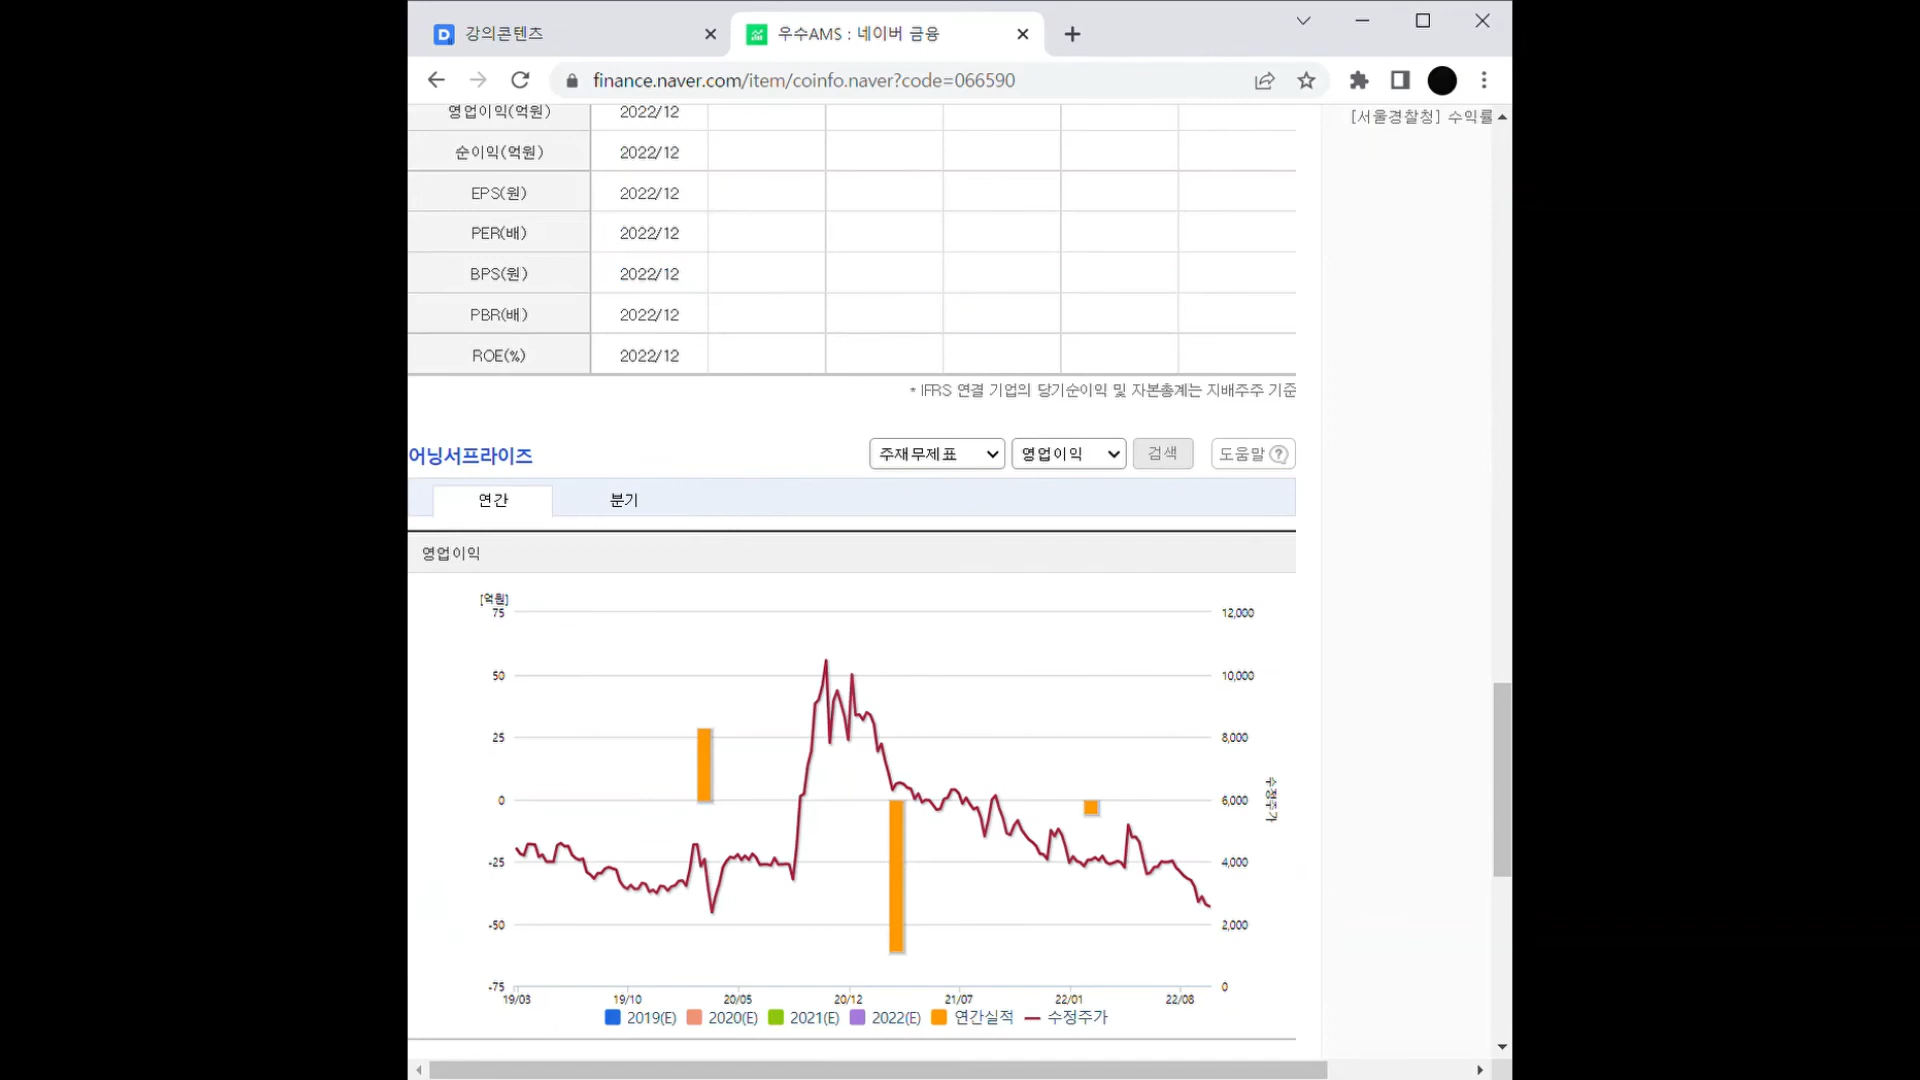 강의콘텐츠
우수AMS : 네이버 금융
finance.naver.com/item/coinfo.naver?code=066590
[서울경찰청] 수익률
영업이익(억원) 2022/12
순이익(억원) 2022/12
EPS(원) 2022/12
PER(배) 2022/12
BPS(원) 2022/12
PBR(배) 2022/12
ROE(%) 2022/12
* IFRS 연결 기업의 당기순이익 및 자본총계는 지배주주 기준
어닝서프라이즈 주재무제표 영업이익 검색 도움말 ?
연간 분기
영업이익
[억원]
75 12,000
50 10,000
25 8,000
0 6,000
-25 4,000
-50 2,000
-75 0
수정주가
19/03 19/10 20/05 20/12 21/07 22/01 22/08
2019(E) 2020(E) 2021(E) 2022(E) 연간실적 수정주가